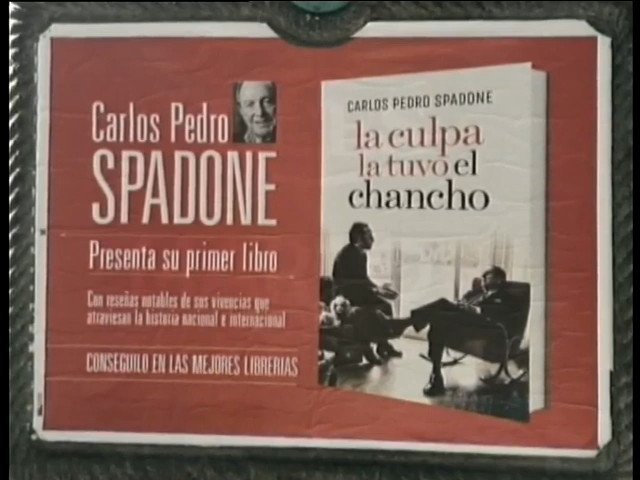 Carlos Pedro
SPADONE
Presenta su primer libro
Con reseñas notables de sus vivencias que
atraviesan la historia nacional e internacional
CONSEGUILO EN LAS MEJORES LIBRERIAS
CARLOS PEDRO SPADONE
la culpa
la tuvo el
chancho